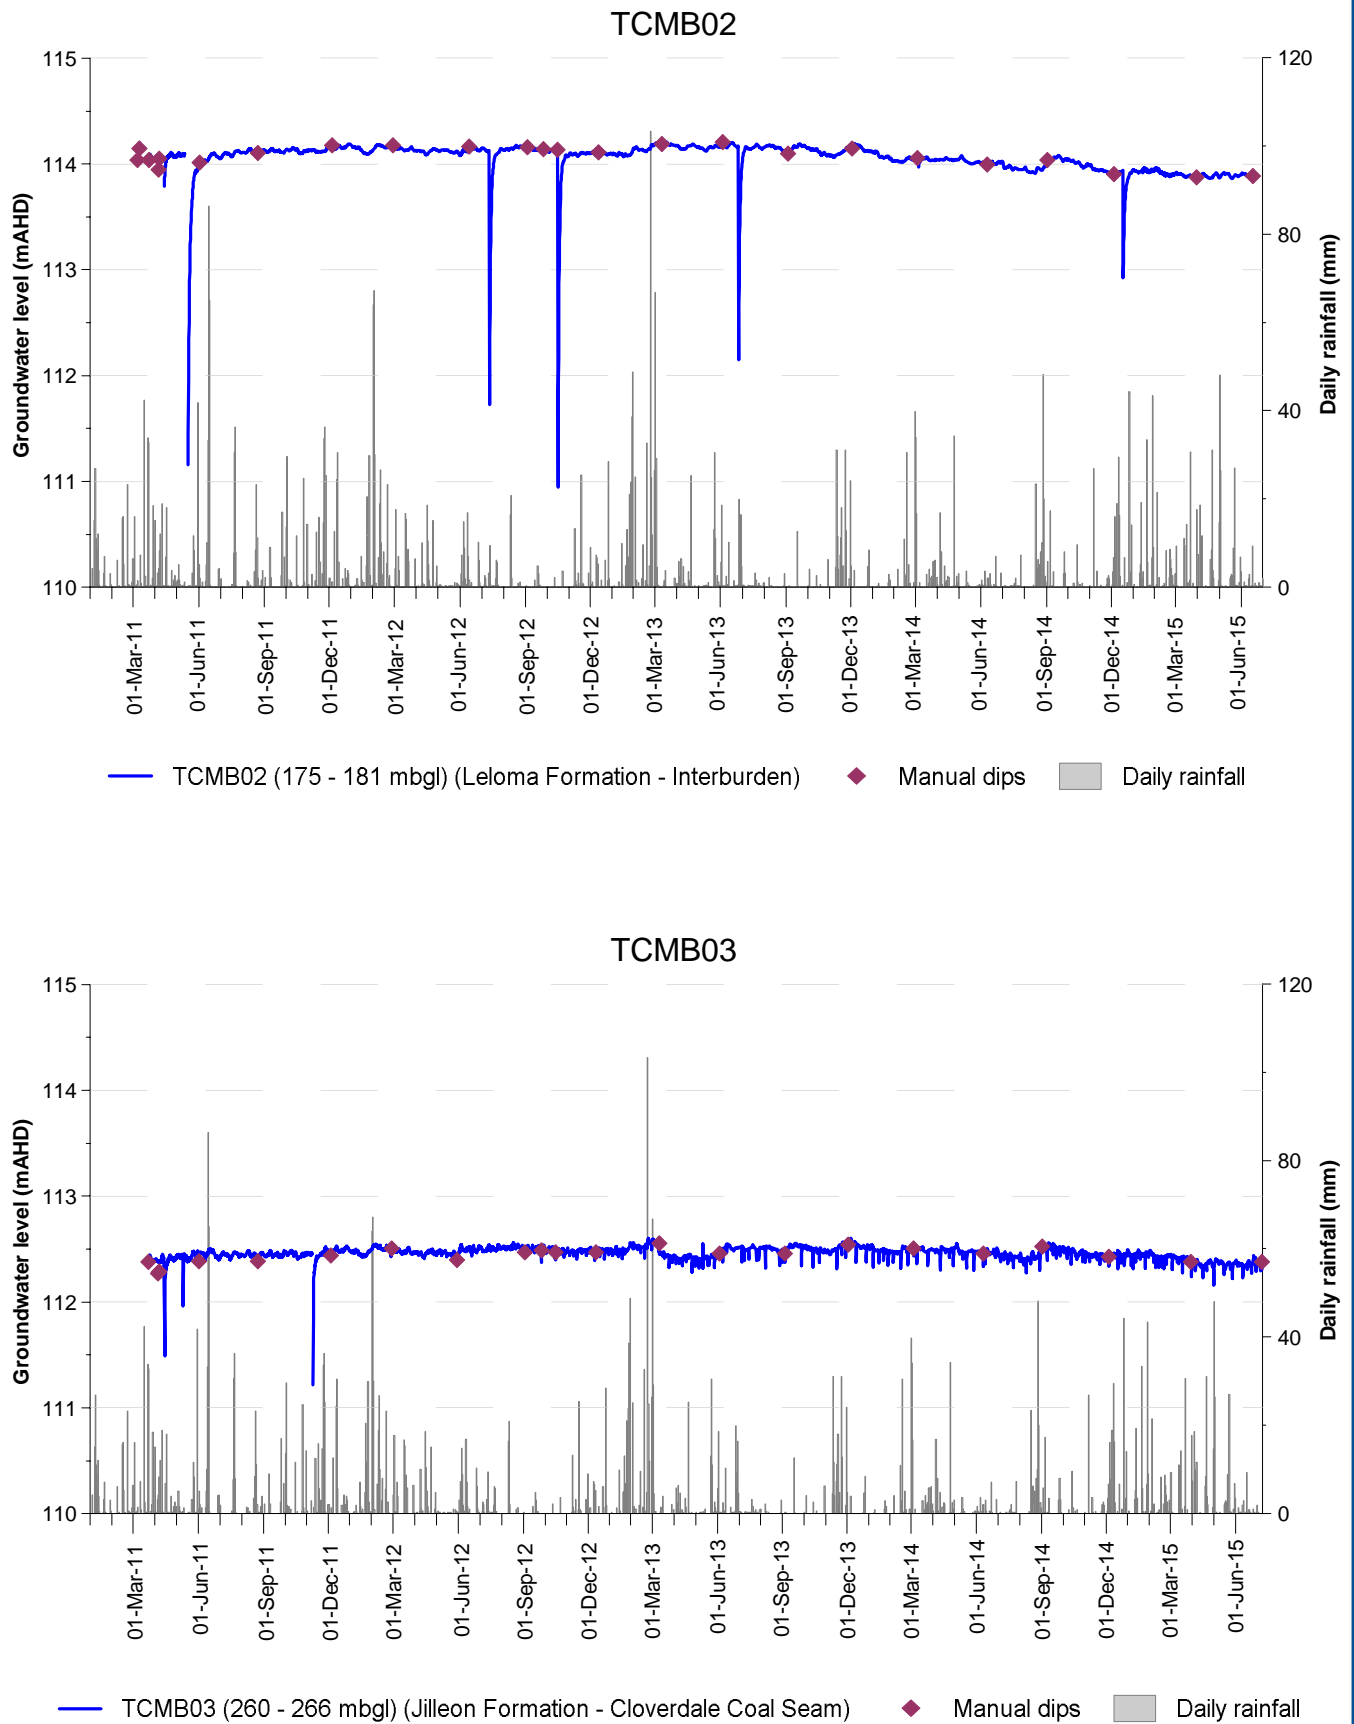 TCMB02
115
114
113
112
111
110
Groundwater level (mAHD)
120
80
40
0
Daily rainfall (mm)
01-Mar-11
01-Jun-11
01-Sep-11
01-Dec-11
01-Mar-12
01-Jun-12
01-Sep-12
01-Dec-12
01-Mar-13
01-Jun-13
01-Sep-13
01-Dec-13
01-Mar-14
01-Jun-14
01-Sep-14
01-Dec-14
01-Mar-15
01-Jun-15
TCMB02 (175 - 181 mbgl) (Leloma Formation - Interburden) Manual dips Daily rainfall
TCMB03
115
114
113
112
111
110
Groundwater level (mAHD)
120
80
40
0
Daily rainfall (mm)
01-Mar-11
01-Jun-11
01-Sep-11
01-Dec-11
01-Mar-12
01-Jun-12
01-Sep-12
01-Dec-12
01-Mar-13
01-Jun-13
01-Sep-13
01-Dec-13
01-Mar-14
01-Jun-14
01-Sep-14
01-Dec-14
01-Mar-15
01-Jun-15
TCMB03 (260 - 266 mbgl) (Jilleon Formation - Cloverdale Coal Seam) Manual dips Daily rainfall